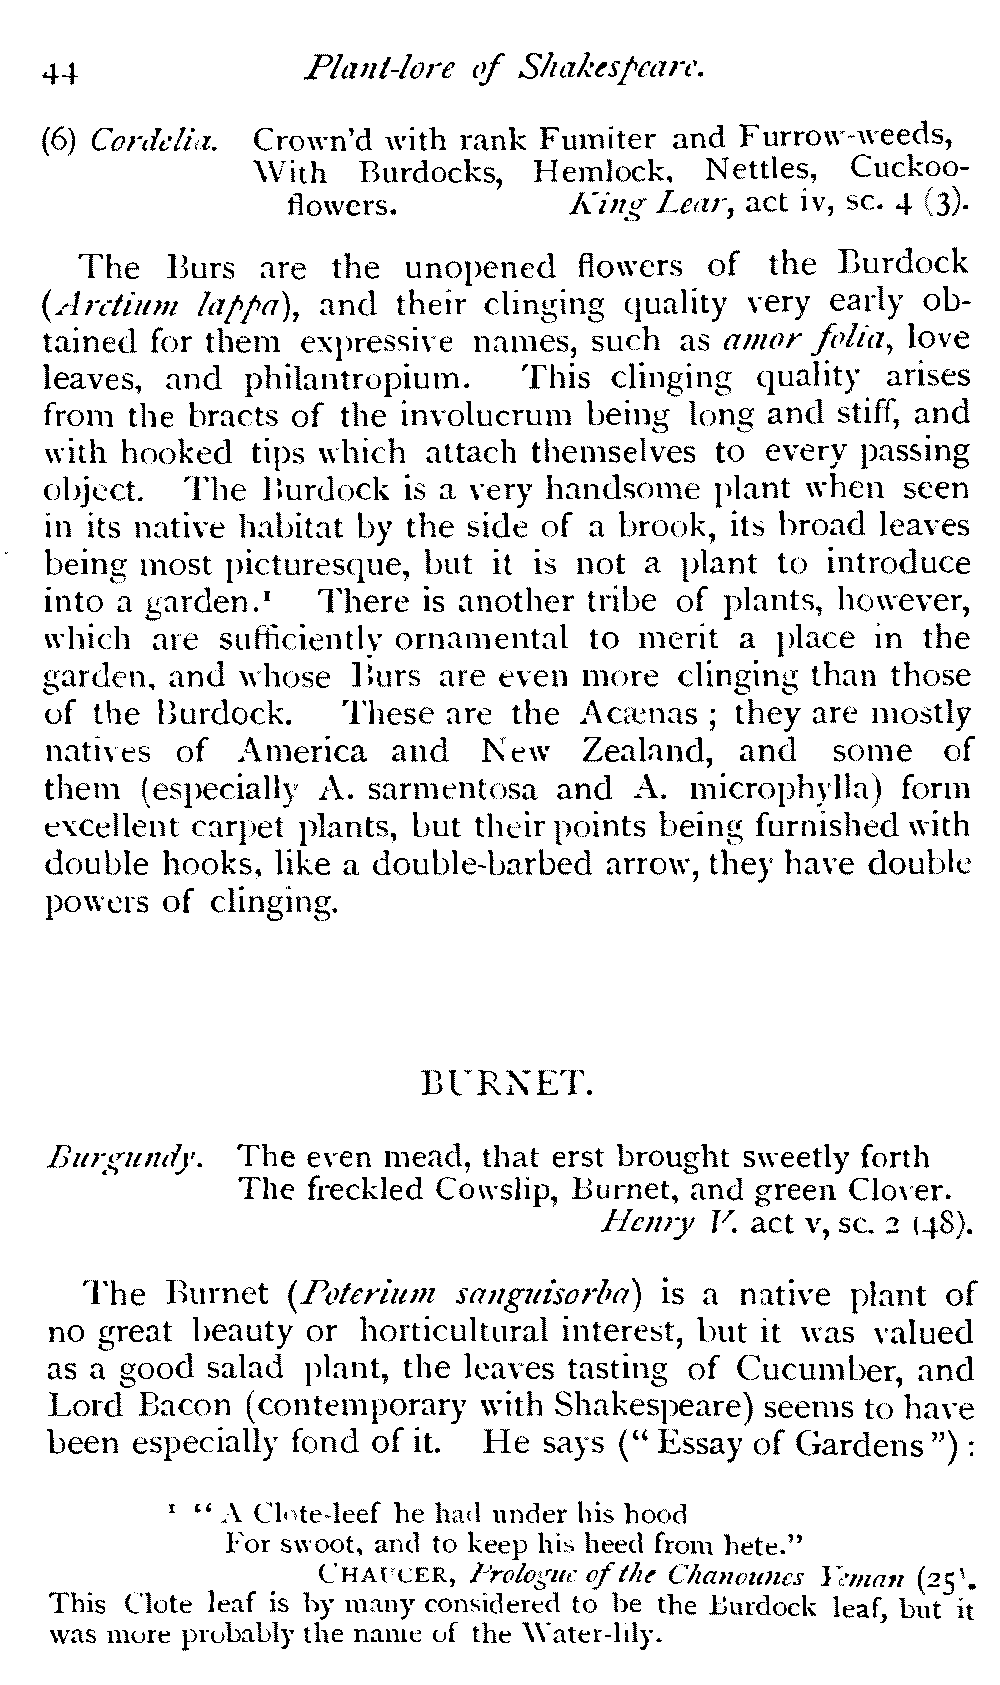 44 Plant-lore of Shakespeare.
(6) Cordelia. Crown'd with rank Fumiter and Furrow-weeds,
With Burdocks, Hemlock, Nettles, Cuckoo-
flowers. King Lear, act iv, sc. 4 (3).
The Burs are the unopened flowers of the Burdock
(Arctium lappa), and their clinging quality very early ob-
tained for them expressive names, such as amor folia, love
leaves, and philantropium. This clinging quality arises
from the bracts of the involucrum being long and stiff, and
with hooked tips which attach themselves to every passing
object. The Burdock is a very handsome plant when seen
in its native habitat by the side of a brook, its broad leaves
being most picturesque, but it is not a plant to introduce
into a garden.¹ There is another tribe of plants, however,
which are sufficiently ornamental to merit a place in the
garden, and whose Burs are even more clinging than those
of the Burdock. These are the Acænas ; they are mostly
natives of America and New Zealand, and some of
them (especially A. sarmentosa and A. microphylla) form
excellent carpet plants, but their points being furnished with
double hooks, like a double-barbed arrow, they have double
powers of clinging.
BURNET.
Burgundy. The even mead, that erst brought sweetly forth
The freckled Cowslip, Burnet, and green Clover.
Henry V. act v, sc. 2 (48).
The Burnet (Poterium sanguisorba) is a native plant of
no great beauty or horticultural interest, but it was valued
as a good salad plant, the leaves tasting of Cucumber, and
Lord Bacon (contemporary with Shakespeare) seems to have
been especially fond of it. He says (" Essay of Gardens ") :
¹ " A Clote-leef he had under his hood
For swoot, and to keep his heed from hete."
CHAUCER, Prologue of the Chanounes Yeman (25).
This Clote leaf is by many considered to be the Burdock leaf, but it
was more probably the name of the Water-lily.